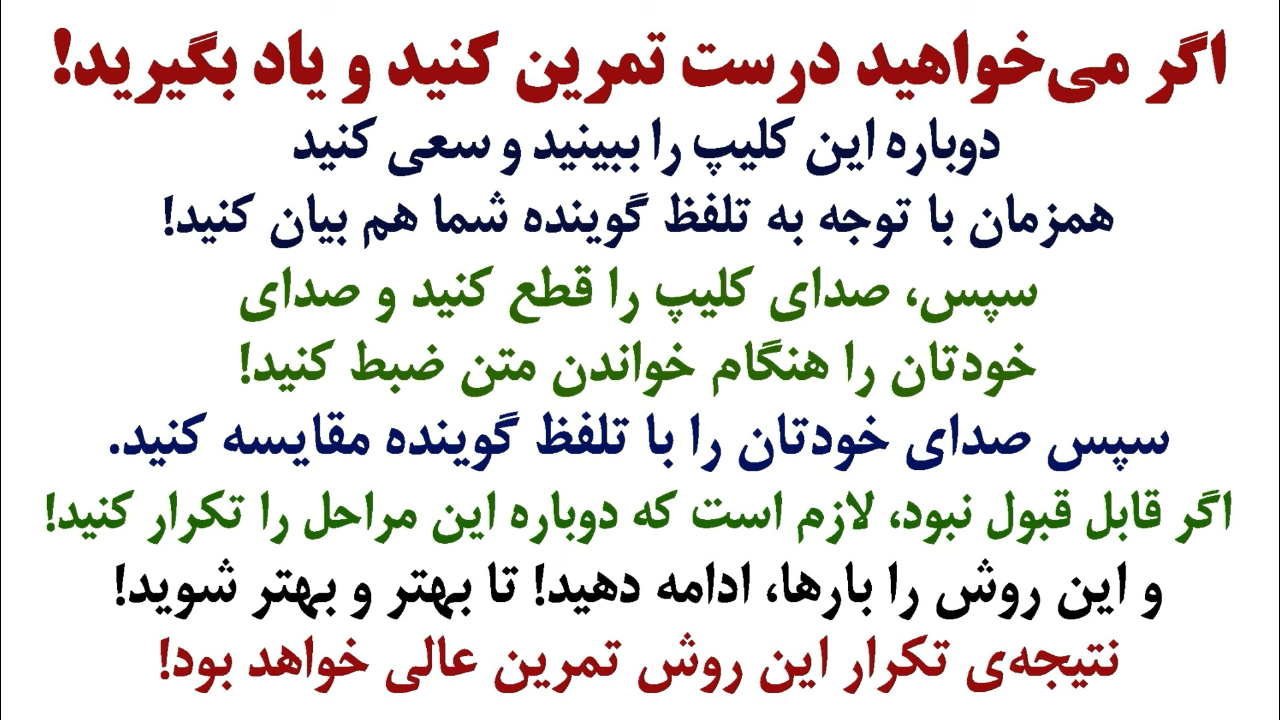 اگر می‌خواهید درست تمرین کنید و یاد بگیرید!
دوباره این کلیپ را ببینید و سعی کنید
همزمان با توجه به تلفظ گوینده شما هم بیان کنید!
سپس، صدای کلیپ را قطع کنید و صدای
خودتان را هنگام خواندن متن ضبط کنید!
سپس صدای خودتان را با تلفظ گوینده مقایسه کنید.
اگر قابل قبول نبود، لازم است که دوباره این مراحل را تکرار کنید!
و این روش را بارها، ادامه دهید! تا بهتر و بهتر شوید!
نتیجه‌ی تکرار این روش تمرین عالی خواهد بود!